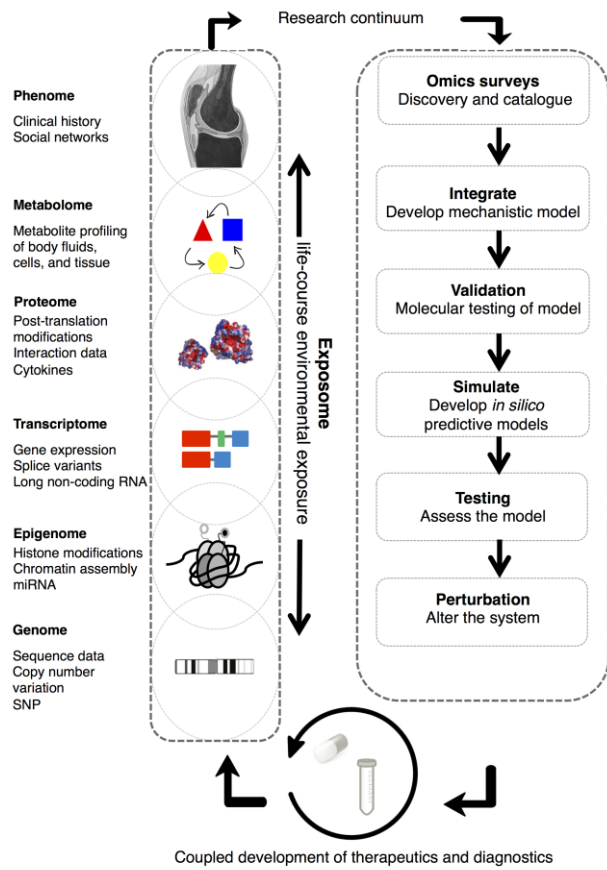 Research continuum
Phenome
Clinical history
Social networks
Metabolome
Metabolite profiling
of body fluids,
cells, and tissue
Proteome
Post-translation
modifications
Interaction data
Cytokines
Transcriptome
Gene expression
Splice variants
Long non-coding RNA
Epigenome
Histone modifications
Chromatin assembly
miRNA
Genome
Sequence data
Copy number
variation
SNP
Exposome
life-course environmental exposure
Omics surveys
Discovery and catalogue
Integrate
Develop mechanistic model
Validation
Molecular testing of model
Simulate
Develop in silico
predictive models
Testing
Assess the model
Perturbation
Alter the system
Coupled development of therapeutics and diagnostics